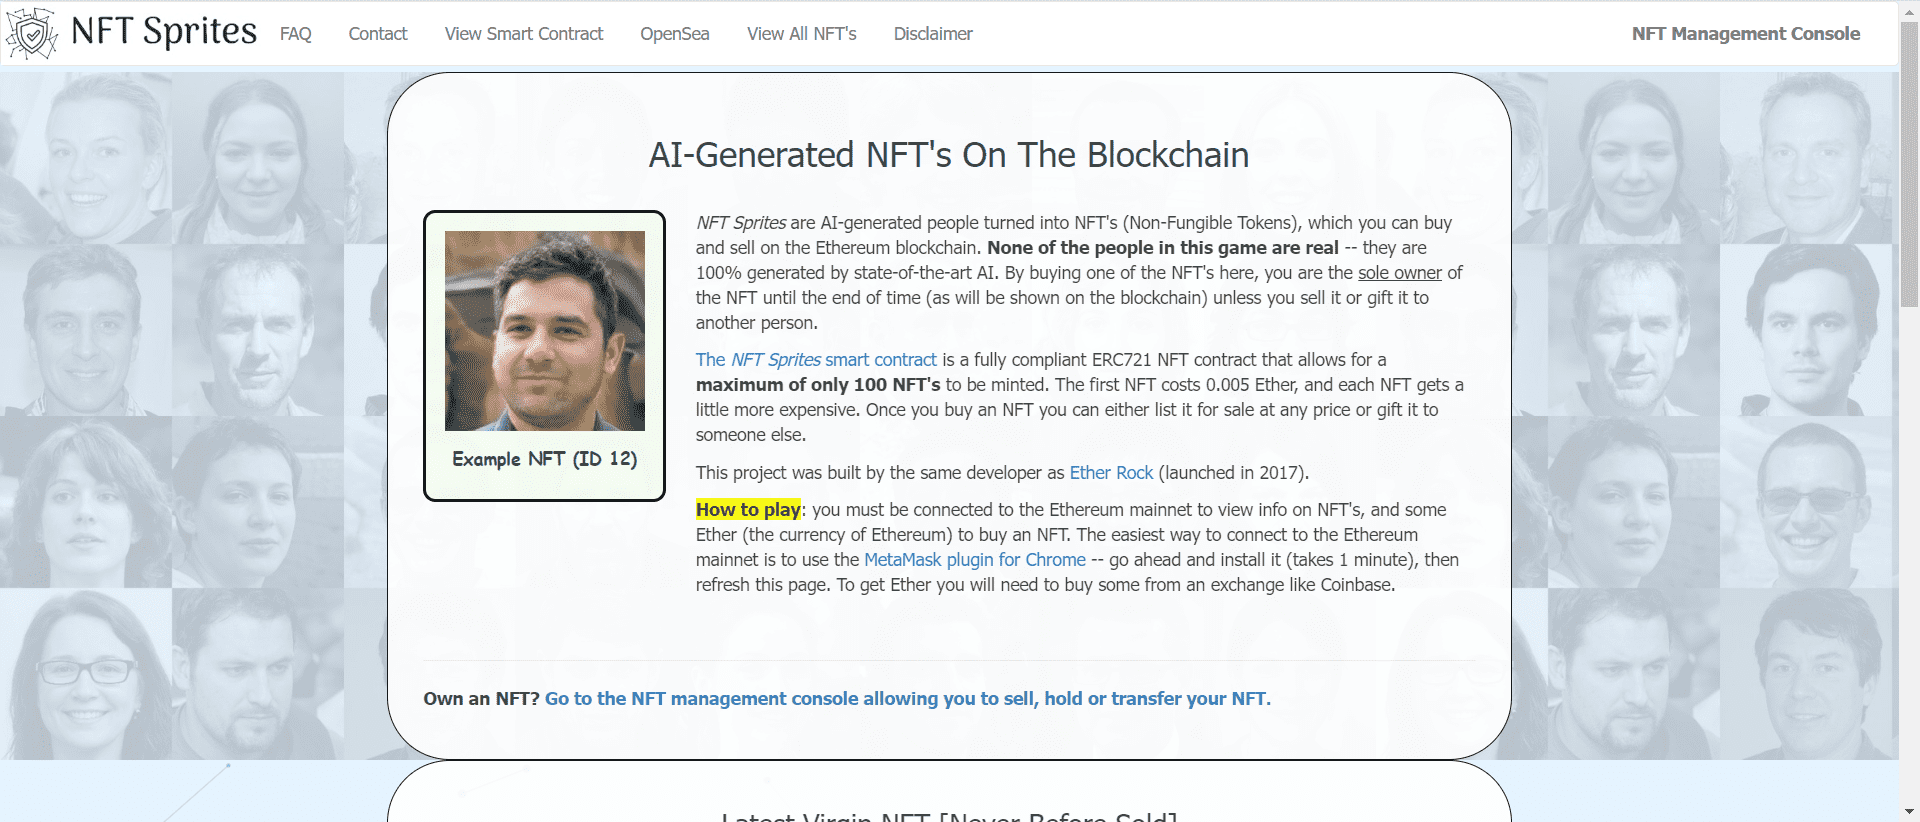 NFT Sprites
FAQ
Contact
View Smart Contract
OpenSea
View All NFT's
Disclaimer
NFT Management Console
AI-Generated NFT's On The Blockchain
Example NFT (ID 12)
NFT Sprites are AI-generated people turned into NFT's (Non-Fungible Tokens), which you can buy
and sell on the Ethereum blockchain. None of the people in this game are real -- they are
100% generated by state-of-the-art AI. By buying one of the NFT's here, you are the sole owner of
the NFT until the end of time (as will be shown on the blockchain) unless you sell it or gift it to
another person.
The NFT Sprites smart contract is a fully compliant ERC721 NFT contract that allows for a
maximum of only 100 NFT's to be minted. The first NFT costs 0.005 Ether, and each NFT gets a
little more expensive. Once you buy an NFT you can either list it for sale at any price or gift it to
someone else.
This project was built by the same developer as Ether Rock (launched in 2017).
How to play: you must be connected to the Ethereum mainnet to view info on NFT's, and some
Ether (the currency of Ethereum) to buy an NFT. The easiest way to connect to the Ethereum
mainnet is to use the MetaMask plugin for Chrome -- go ahead and install it (takes 1 minute), then
refresh this page. To get Ether you will need to buy some from an exchange like Coinbase.
Own an NFT? Go to the NFT management console allowing you to sell, hold or transfer your NFT.
Latest Virgin NFT [Never Before Sold]